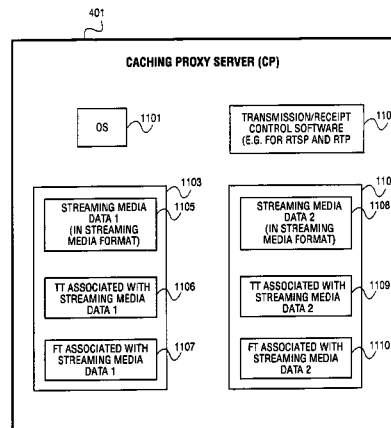 401
CACHING PROXY SERVER (CP)
OS
1101
TRANSMISSION/RECEIPT
CONTROL SOFTWARE
(E.G. FOR RTSP AND RTP
110
1103
STREAMING MEDIA
DATA 1
(IN STREAMING
MEDIA FORMAT)
1105
TT ASSOCIATED WITH
STREAMING MEDIA
DATA 1
1106
FT ASSOCIATED WITH
STREAMING MEDIA
DATA 1
1107
110
STREAMING MEDIA
DATA 2
(IN STREAMING
MEDIA FORMAT)
1108
TT ASSOCIATED WITH
STREAMING MEDIA
DATA 2
1109
FT ASSOCIATED WITH
STREAMING MEDIA
DATA 2
1110